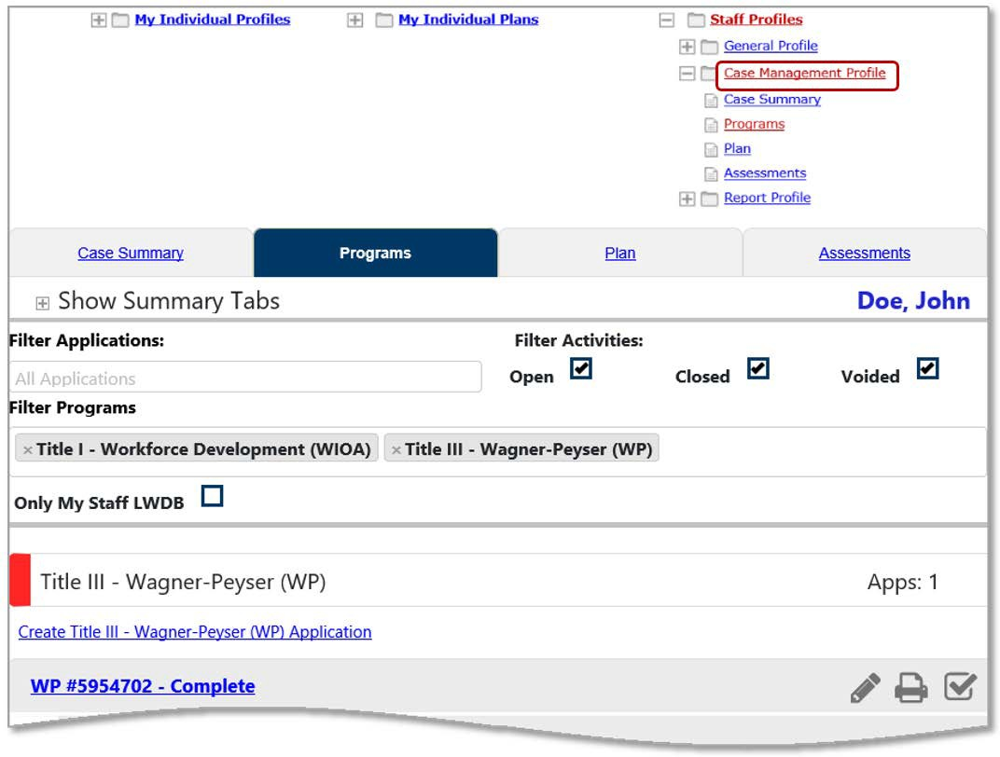 My Individual Profiles My Individual Plans Staff Profiles
General Profile
Case Management Profile
Case Summary
Programs
Plan
Assessments
Report Profile
Case Summary Programs Plan Assessments
Show Summary Tabs Doe, John
Filter Applications: Filter Activities:
All Applications Open Closed Voided
Filter Programs
×Title I - Workforce Development (WIOA) ×Title III - Wagner-Peyser (WP)
Only My Staff LWDB
Title III - Wagner-Peyser (WP) Apps: 1
Create Title III - Wagner-Peyser (WP) Application
WP #5954702 - Complete